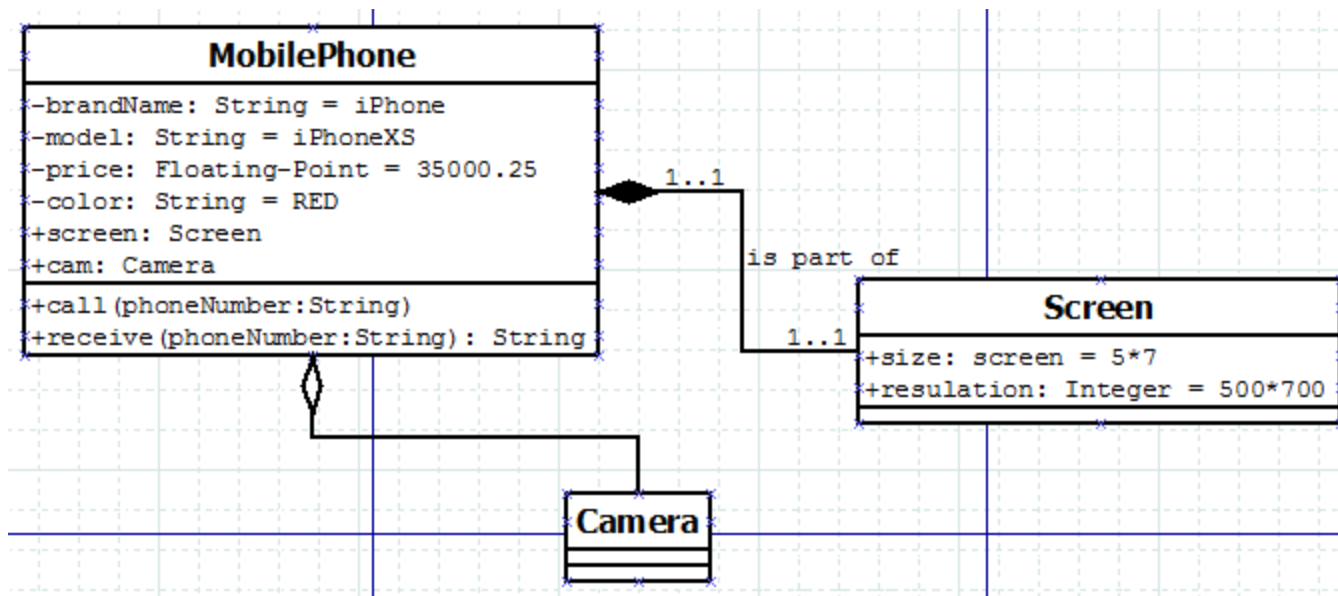 MobilePhone
-brandName: String = iPhone
-model: String = iPhoneXS
-price: Floating-Point = 35000.25
-color: String = RED
+screen: Screen
+cam: Camera
+call(phoneNumber:String)
+receive(phoneNumber:String): String
1..1
is part of
1..1
Screen
+size: screen = 5*7
+resulation: Integer = 500*700
Camera